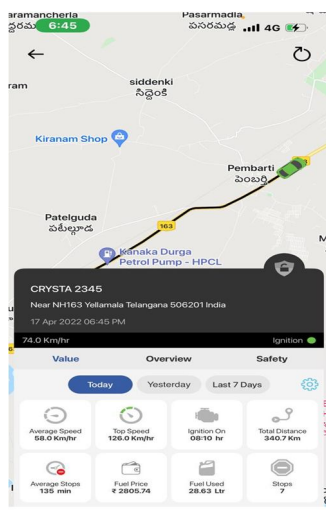 aramancherla
Pasarmadla
పసరమడ్ల
6:45
4G
siddenki
సిద్దెంకి
ram
Kiranam Shop
Pembarti
పెంబర్తి
Patelguda
పటేల్గూడ
163
Kanaka Durga
Petrol Pump - HPCL
CRYSTA 2345
Near NH163 Yellamala Telangana 506201 India
17 Apr 2022 06:45 PM
74.0 Km/hr
Ignition
Value
Overview
Safety
Today
Yesterday
Last 7 Days
Average Speed
58.0 Km/hr
Top Speed
126.0 Km/hr
Ignition On
08:10 hr
Total Distance
340.7 Km
Average Stops
135 min
Fuel Price
₹ 2805.74
Fuel Used
28.63 Ltr
Stops
7